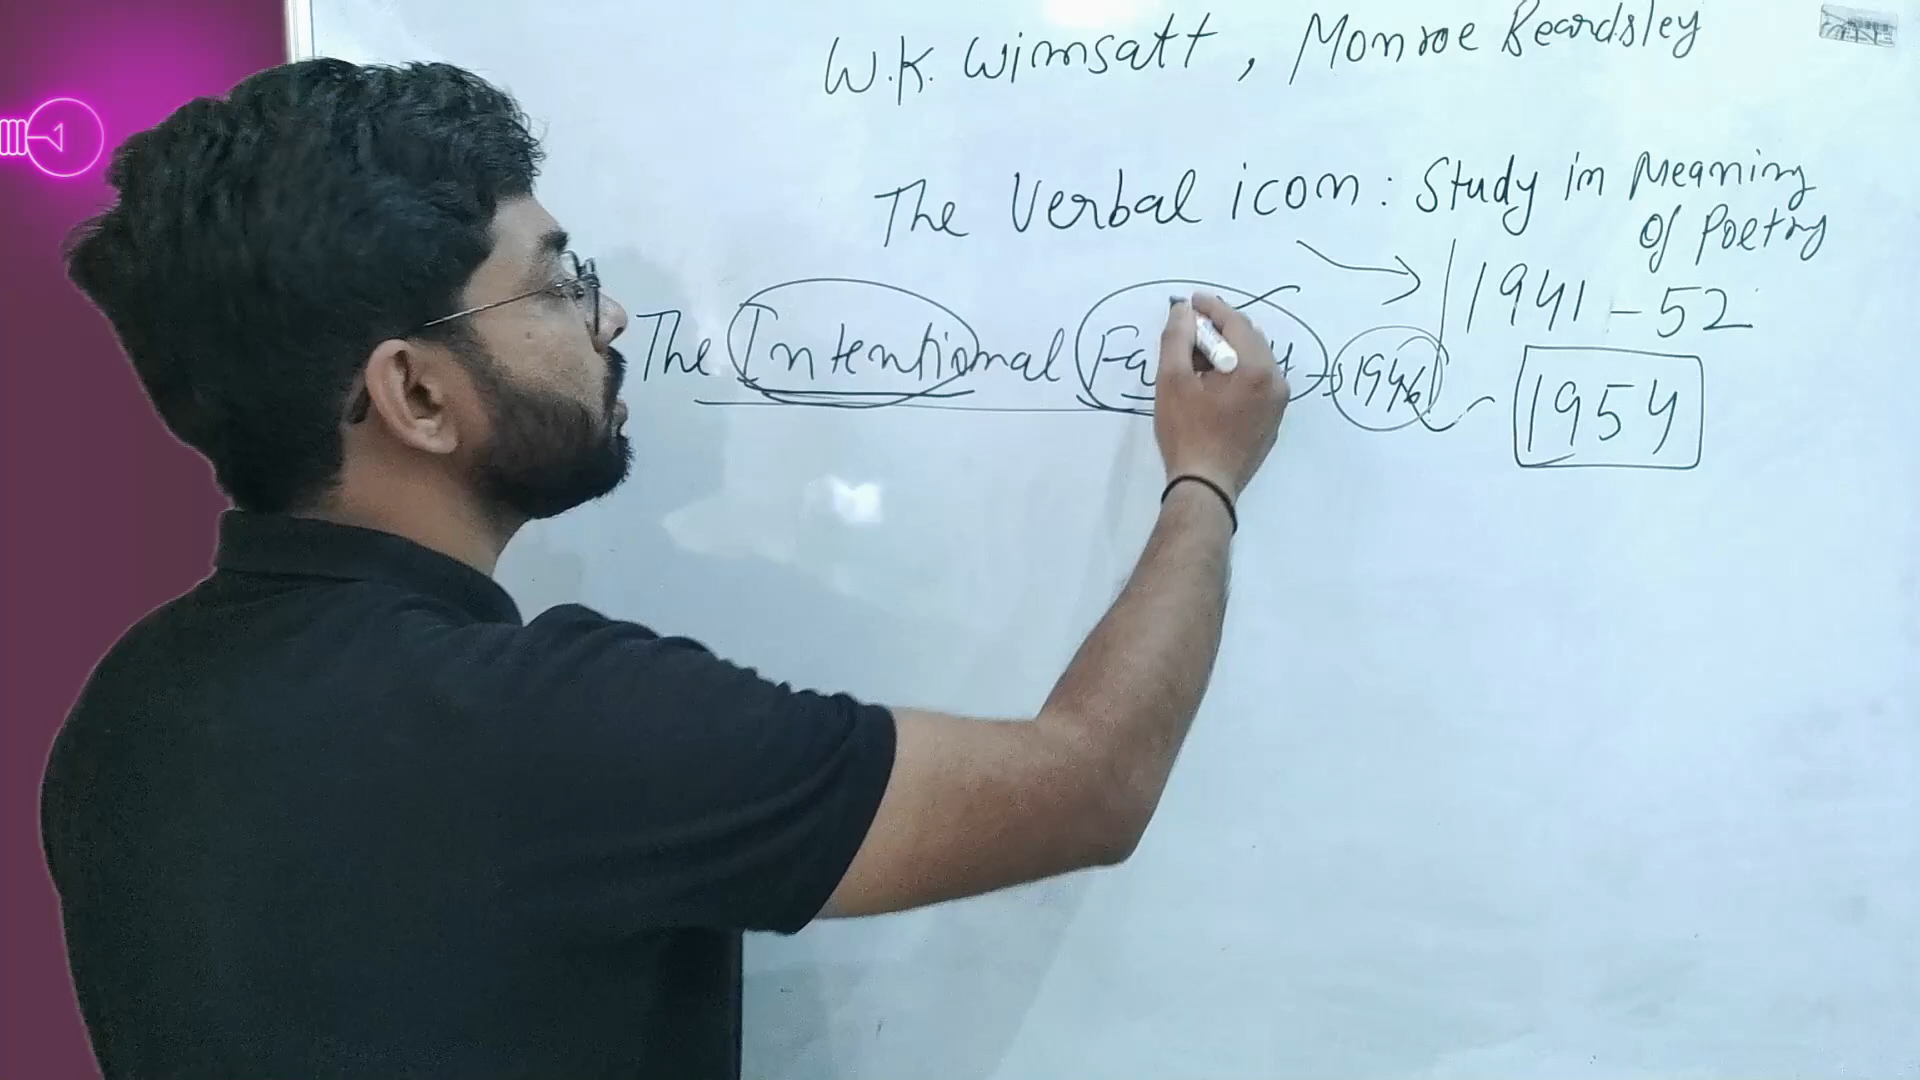 W.K. Wimsatt, Monroe Beardsley
The Verbal icon : Study in Meaning
of Poetry
1941-52
The Intentional 1946
1954